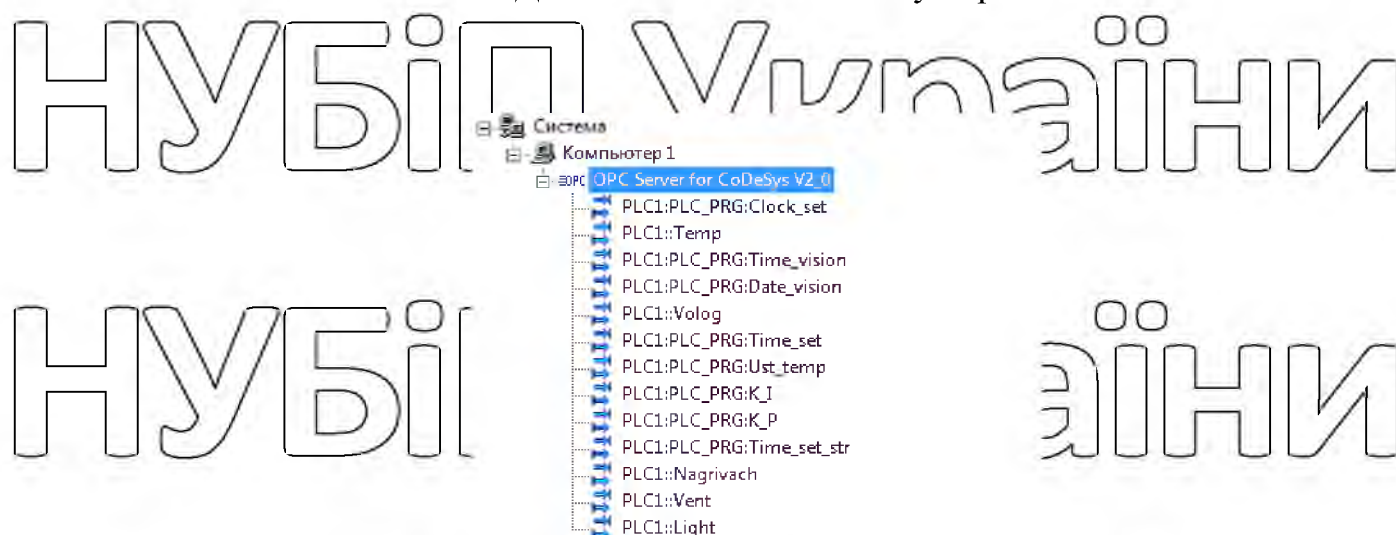 НУБіП України
Система
Компьютер 1
OPC Server for CoDeSys V2_0
PLC1:PLC_PRG:Clock_set
PLC1::Temp
PLC1:PLC_PRG:Time_vision
PLC1:PLC_PRG:Date_vision
PLC1::Volog
PLC1:PLC_PRG:Time_set
PLC1:PLC_PRG:Ust_temp
PLC1:PLC_PRG:K_I
PLC1:PLC_PRG:K_P
PLC1:PLC_PRG:Time_set_str
PLC1::Nagrivach
PLC1::Vent
PLC1::Light